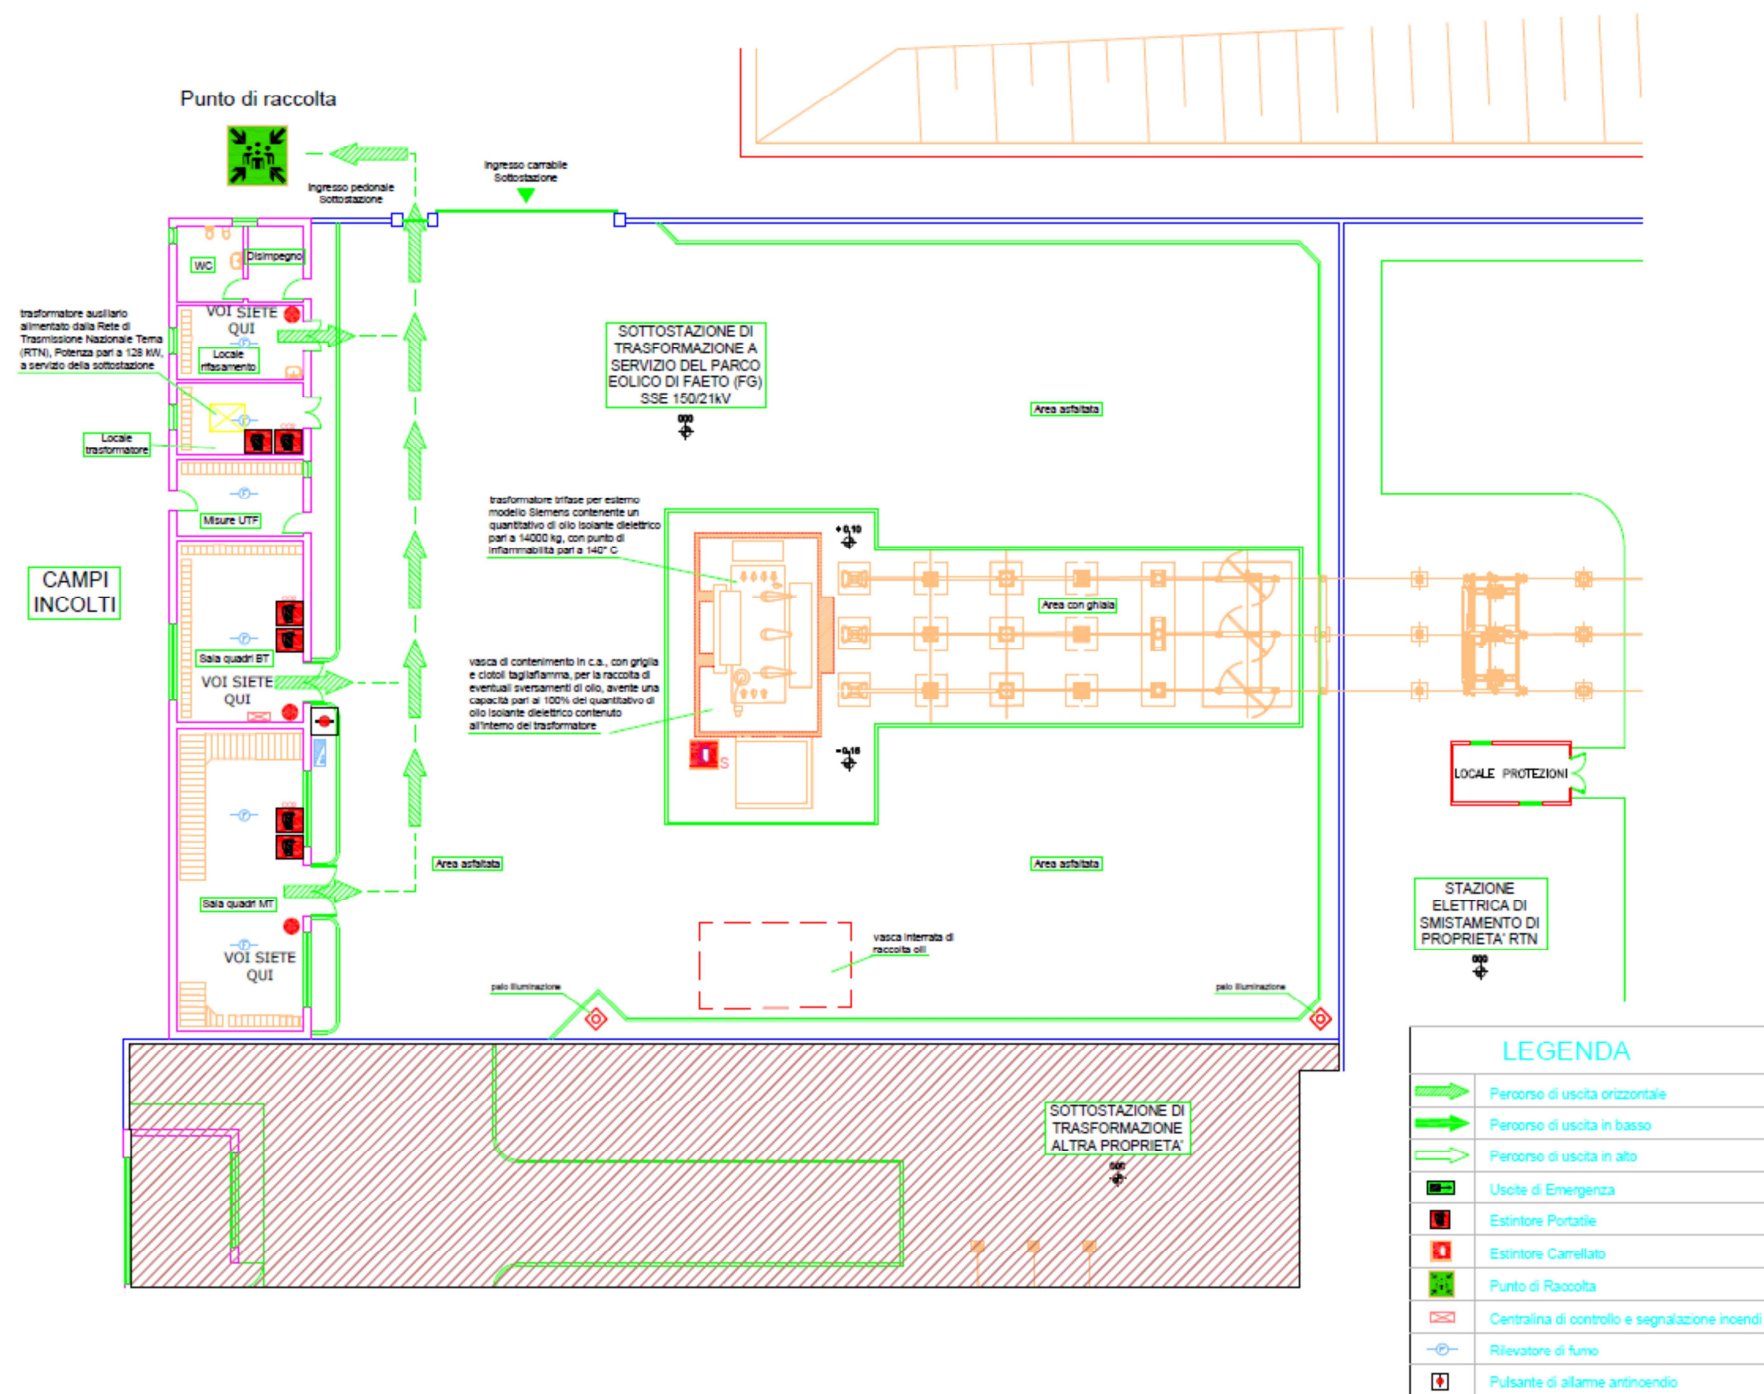 Punto di raccolta
Ingresso carrabile
Sottostazione
Ingresso pedonale
Sottostazione
WC
Disimpegno
VOI SIETE
QUI
Locale
rifasamento
trasformatore ausiliario
alimentato dalla Rete di
Trasmissione Nazionale Terna
(RTN), Potenza pari a 128 kW,
a servizio della sottostazione
Locale
trasformatore
Misure UTF
CAMPI
INCOLTI
Sala quadri BT
VOI SIETE
QUI
Sala quadri MT
VOI SIETE
QUI
SOTTOSTAZIONE DI
TRASFORMAZIONE A
SERVIZIO DEL PARCO
EOLICO DI FAETO (FG)
SSE 150/21kV
000
Area asfaltata
trasformatore trifase per esterno
modello Siemens contenente un
quantitativo di olio isolante dielettrico
pari a 14000 kg, con punto di
infiammabilità pari a 140° C
+0.10
Area con ghiaia
vasca di contenimento in c.a., con griglia
e ciotoli tagliafiamma, per la raccolta di
eventuali sversamenti di olio, avente una
capacità pari al 100% del quantitativo di
olio isolante dielettrico contenuto
all'interno del trasformatore
S
-0.15
LOCALE PROTEZIONI
Area asfaltata
Area asfaltata
STAZIONE
ELETTRICA DI
SMISTAMENTO DI
PROPRIETA' RTN
000
vasca interrata di
raccolta oli
palo illuminazione
palo illuminazione
SOTTOSTAZIONE DI
TRASFORMAZIONE
ALTRA PROPRIETA'
000
LEGENDA
Percorso di uscita orizzontale
Percorso di uscita in basso
Percorso di uscita in alto
Uscite di Emergenza
Estintore Portatile
Estintore Carrellato
Punto di Raccolta
Centralina di controllo e segnalazione incendi
Rilevatore di fumo
Pulsante di allarme antincendio